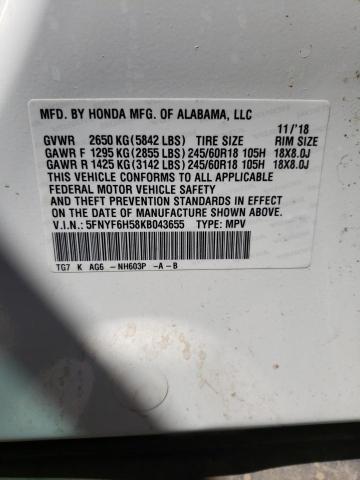 MFD. BY HONDA MFG. OF ALABAMA, LLC
11/'18
GVWR 2650 KG (5842 LBS) TIRE SIZE RIM SIZE
GAWR F 1295 KG (2855 LBS) 245/60R18 105H 18X8.0J
GAWR R 1425 KG (3142 LBS) 245/60R18 105H 18X8.0J
THIS VEHICLE CONFORMS TO ALL APPLICABLE
FEDERAL MOTOR VEHICLE SAFETY
AND THEFT PREVENTION STANDARDS IN EFFECT
ON THE DATE OF MANUFACTURE SHOWN ABOVE.
V.I.N.: 5FNYF6H58KB043655 TYPE: MPV
TG7 K AG6 - NH603P - A - B